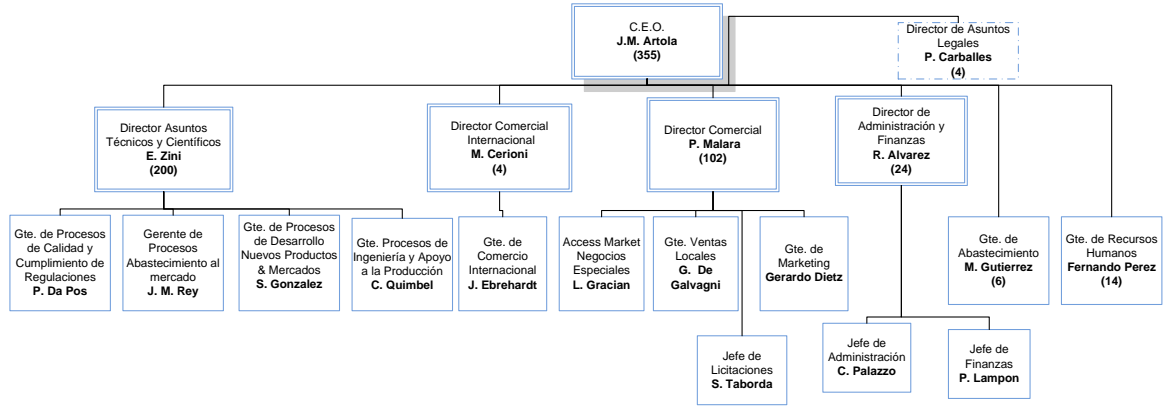 C.E.O.
J.M. Artola
(355)
Director de Asuntos
Legales
P. Carballes
(4)
Director Asuntos
Técnicos y Científicos
E. Zini
(200)
Director Comercial
Internacional
M. Cerioni
(4)
Director Comercial
P. Malara
(102)
Director de
Administración y
Finanzas
R. Alvarez
(24)
Gte. de Procesos
de Calidad y
Cumplimiento de
Regulaciones
P. Da Pos
Gerente de
Procesos
Abastecimiento al
mercado
J. M. Rey
Gte. de Procesos
de Desarrollo
Nuevos Productos
& Mercados
S. Gonzalez
Gte. Procesos de
Ingeniería y Apoyo
a la Producción
C. Quimbel
Gte. de
Comercio
Internacional
J. Ebrehardt
Access Market
Negocios
Especiales
L. Gracian
Gte. Ventas
Locales
G. De
Galvagni
Gte. de
Marketing
Gerardo Dietz
Gte. de
Abastecimiento
M. Gutierrez
(6)
Gte. de Recursos
Humanos
Fernando Perez
(14)
Jefe de
Licitaciones
S. Taborda
Jefe de
Administración
C. Palazzo
Jefe de
Finanzas
P. Lampon